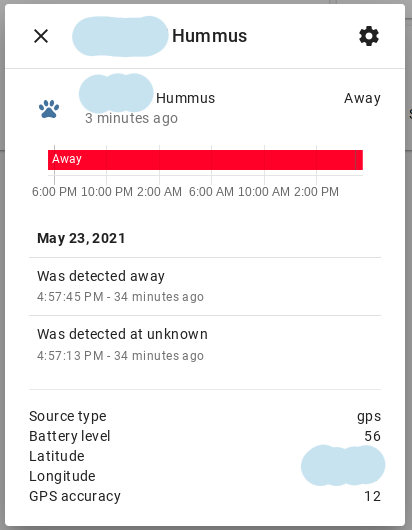 Hummus
Hummus Away
3 minutes ago
Away
6:00 PM 10:00 PM 2:00 AM 6:00 AM 10:00 AM 2:00 PM
May 23, 2021
Was detected away
4:57:45 PM - 34 minutes ago
Was detected at unknown
4:57:13 PM - 34 minutes ago
Source type gps
Battery level 56
Latitude
Longitude
GPS accuracy 12